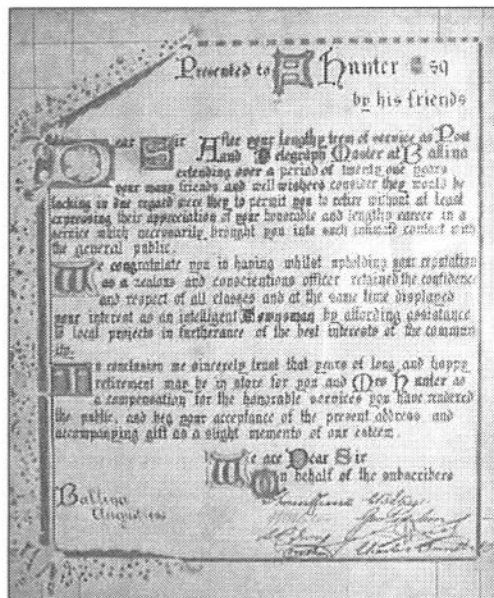 Presented to F Hunter Esq
by his friends
Dear Sir After your lengthy term of service as Post
and Telegraph Master at Ballina
extending over a period of twenty one years
your many friends and well wishers consider they would be
lacking in due regard were they to permit you to retire without at least
expressing their appreciation of your honorable and lengthy career in a
service which necessarily brought you into such intimate contact with
the general public.
We congratulate you in having whilst upholding your reputation
as a zealous and conscientious officer retained the confidence
and respect of all classes and at the same time displayed
your interest as an intelligent Townsman by affording assistance
to local projects in furtherance of the best interests of the commun
ity.
In conclusion we sincerely trust that years of long and happy
retirement may be in store for you and Mrs Hunter as
a compensation for the honorable services you have rendered
the public, and beg your acceptance of the present address and
accompanying gift as a slight memento of our esteem.
We are Dear Sir
On behalf of the subscribers
Ballina
August